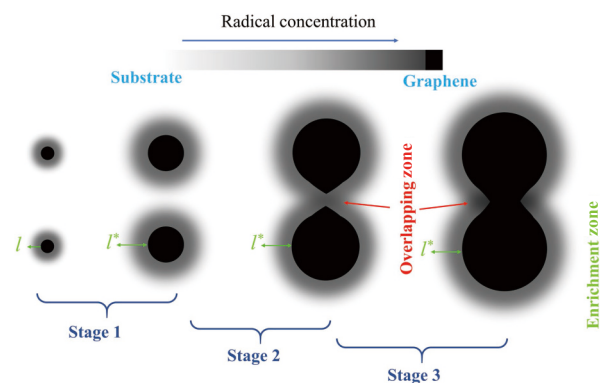 Radical concentration
Substrate
Graphene
Overlapping zone
Enrichment zone
l
l*
l*
l*
Stage 1
Stage 2
Stage 3